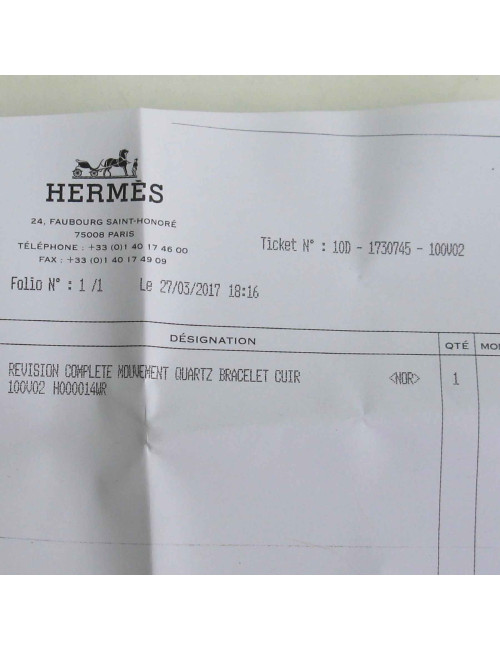 HERMÈS
24, FAUBOURG SAINT-HONORÉ
75008 PARIS
TÉLÉPHONE : +33 (0)1 40 17 46 00
FAX : +33 (0)1 40 17 49 09
Ticket N° : 10D - 1730745 - 100V02
Folio N° : 1 /1 Le 27/03/2017 18:16
DÉSIGNATION QTÉ MO
REVISION COMPLETE MOUVEMENT QUARTZ BRACELET CUIR <NOR> 1
100V02 H000014WR